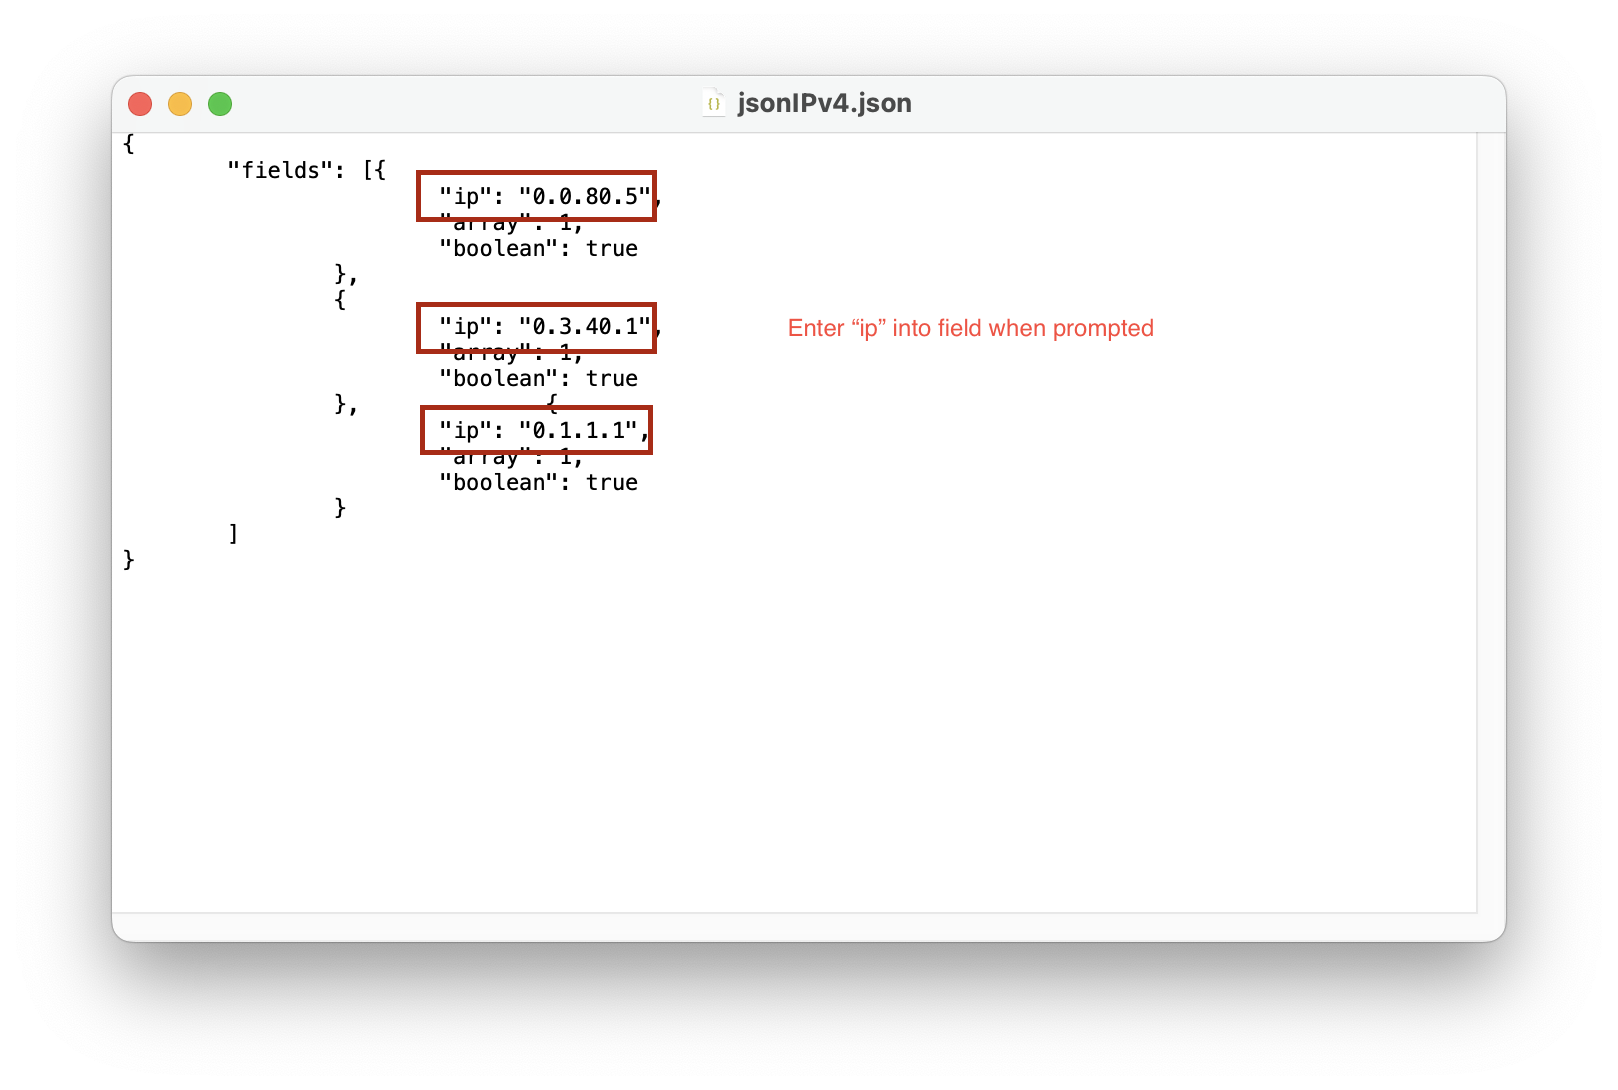 jsonIPv4.json
{
"fields": [{
"ip": "0.0.80.5",
"array": 1,
"boolean": true
},
{
"ip": "0.3.40.1",
Enter “ip” into field when prompted
"array": 1,
"boolean": true
}, {
"ip": "0.1.1.1",
"array": 1,
"boolean": true
}
]
}